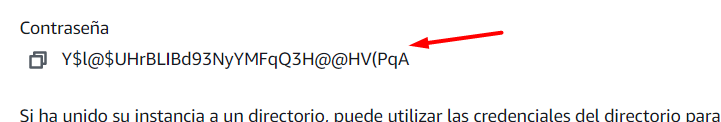 Contraseña
Y$l@$UHrBLIBd93NyYMFqQ3H@@HV(PqA
Si ha unido su instancia a un directorio, puede utilizar las credenciales del directorio para